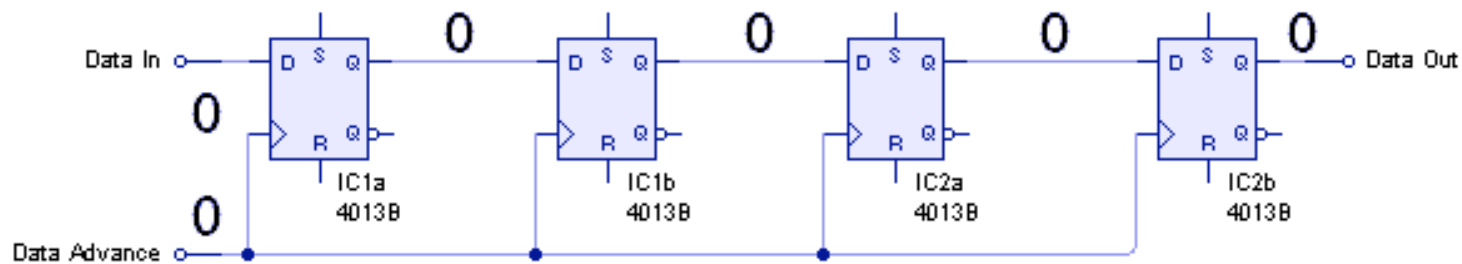 0 0 0 0
Data In D S Q D S Q D S Q D S Q Data Out
0
R Q R Q R Q R Q
IC1a IC1b IC2a IC2b
4013B 4013B 4013B 4013B
0
Data Advance